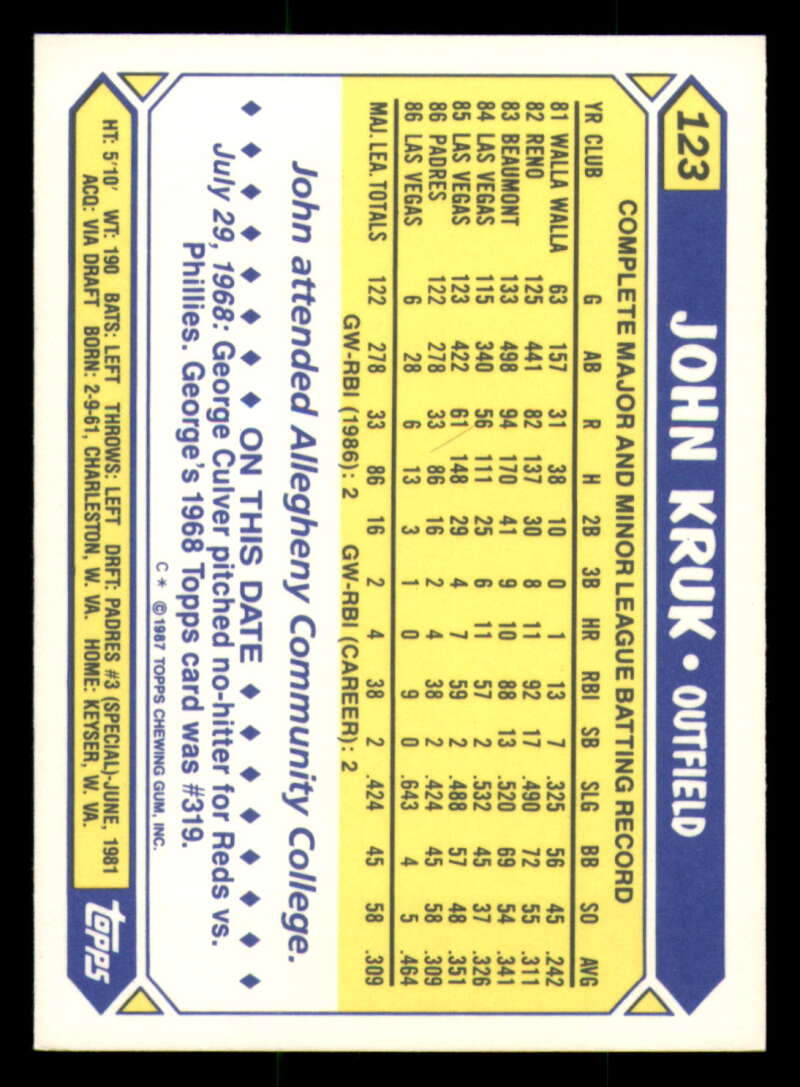 123 JOHN KRUK • OUTFIELD
COMPLETE MAJOR AND MINOR LEAGUE BATTING RECORD
YR CLUB G AB R H 2B 3B HR RBI SB SLG BB SO AVG
81 WALLA WALLA 63 157 31 38 10 0 1 13 7 .325 56 45 .242
82 RENO 125 441 82 137 30 8 11 92 17 .490 72 55 .311
83 BEAUMONT 133 498 94 170 41 9 10 88 13 .520 69 54 .341
84 LAS VEGAS 115 340 56 111 25 6 11 57 2 .532 45 37 .326
85 LAS VEGAS 123 422 61 148 29 4 7 59 2 .488 57 48 .351
86 PADRES 122 278 33 86 16 2 4 38 2 .424 45 58 .309
86 LAS VEGAS 6 28 6 13 3 1 0 9 0 .643 4 5 .464
MAJ. LEA. TOTALS 122 278 33 86 16 2 4 38 2 .424 45 58 .309
GW-RBI (1986): 2 GW-RBI (CAREER): 2
John attended Allegheny Community College.
◆ ◆ ◆ ◆ ◆ ◆ ◆ ◆ ON THIS DATE ◆ ◆ ◆ ◆ ◆ ◆ ◆ ◆
July 29, 1968: George Culver pitched no-hitter for Reds vs.
Phillies. George's 1968 Topps card was #319.
C* ©1987 TOPPS CHEWING GUM, INC.
HT: 5'10' WT: 190 BATS: LEFT THROWS: LEFT DRFT: PADRES #3 (SPECIAL)-JUNE, 1981
ACQ: VIA DRAFT BORN: 2-9-61, CHARLESTON, W. VA. HOME: KEYSER, W. VA.
topps